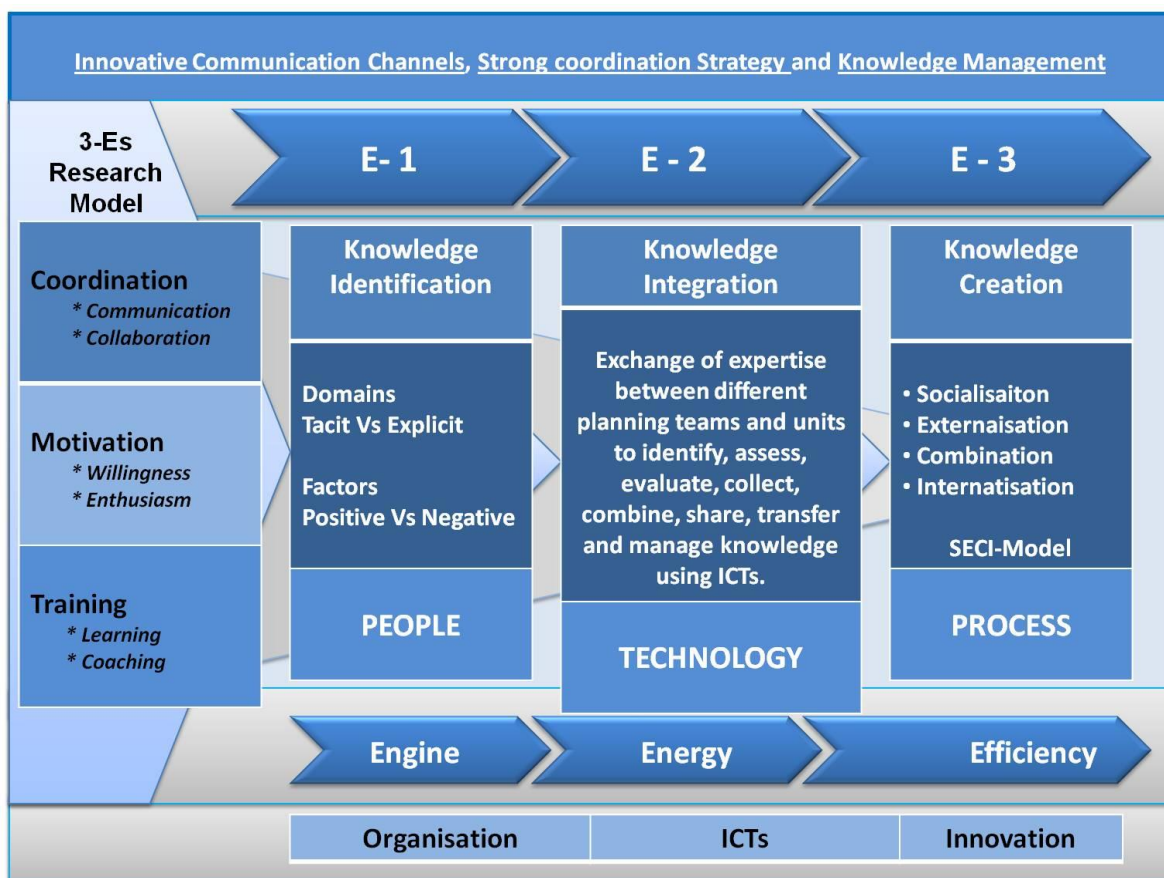 Innovative Communication Channels, Strong coordination Strategy and Knowledge Management
3-Es
Research
Model
E- 1
E - 2
E - 3
Coordination
* Communication
* Collaboration
Motivation
* Willingness
* Enthusiasm
Training
* Learning
* Coaching
Knowledge
Identification
Domains
Tacit Vs Explicit
Factors
Positive Vs Negative
PEOPLE
Knowledge
Integration
Exchange of expertise
between different
planning teams and units
to identify, assess,
evaluate, collect,
combine, share, transfer
and manage knowledge
using ICTs.
TECHNOLOGY
Knowledge
Creation
• Socialisaiton
• Externaisation
• Combination
• Internatisation
SECI-Model
PROCESS
Engine
Energy
Efficiency
Organisation
ICTs
Innovation